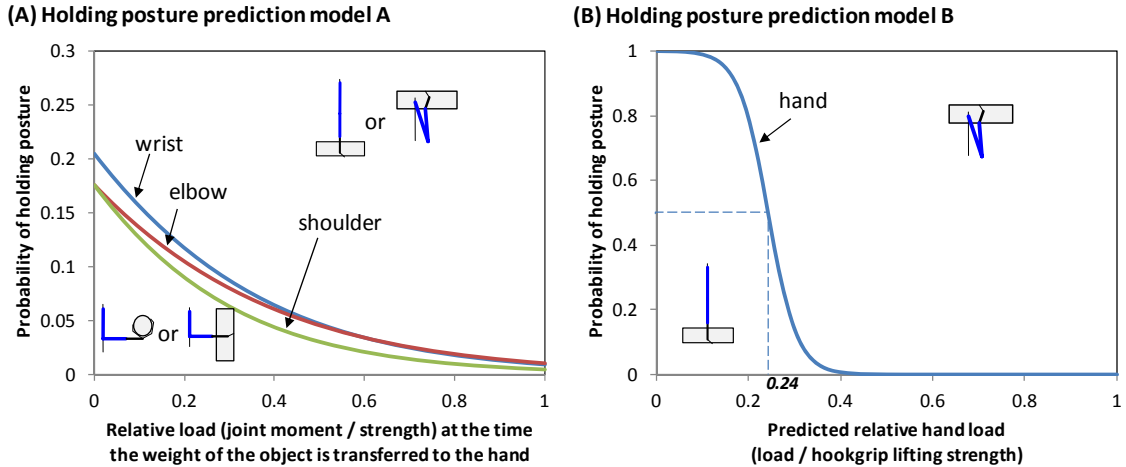 (A) Holding posture prediction model A
0.3
0.25
0.2
0.15
0.1
0.05
0
Probability of holding posture
wrist
elbow
shoulder
or
or
0 0.2 0.4 0.6 0.8 1
Relative load (joint moment / strength) at the time
the weight of the object is transferred to the hand
(B) Holding posture prediction model B
1
0.8
0.6
0.4
0.2
0
Probability of holding posture
hand
0.24
0 0.2 0.4 0.6 0.8 1
Predicted relative hand load
(load / hookgrip lifting strength)